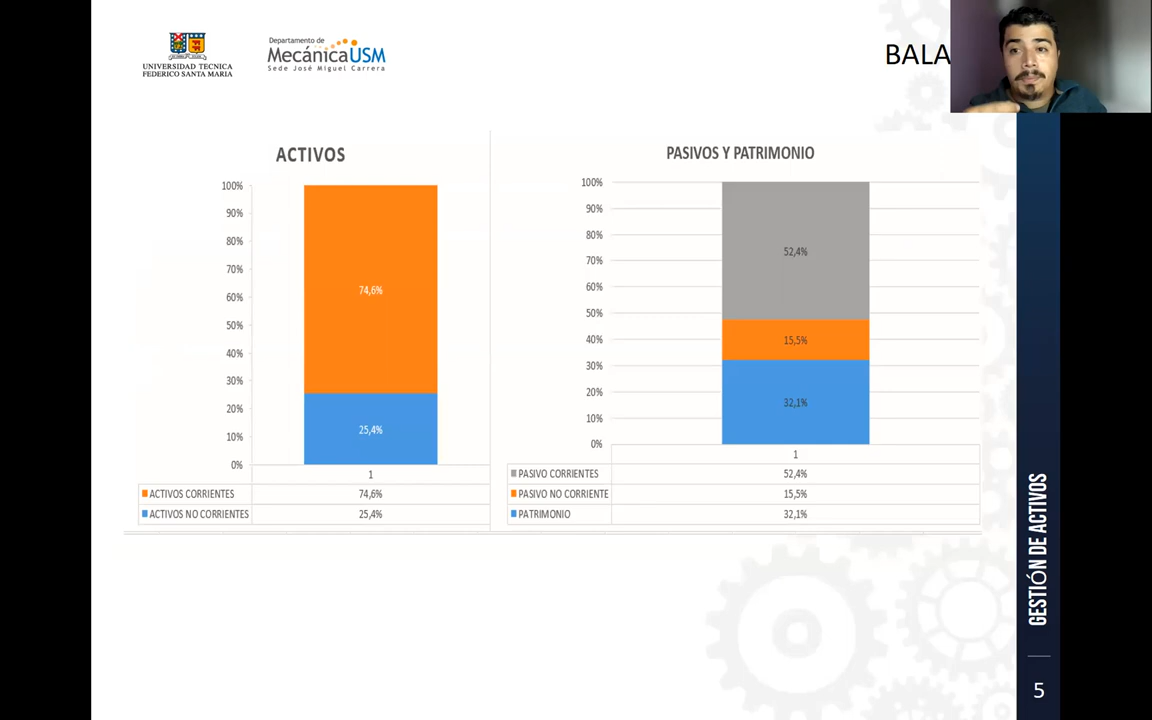 UNIVERSIDAD TECNICA
FEDERICO SANTA MARIA
Departamento de
MecánicaUSM
Sede José Miguel Carrera
BALA
ACTIVOS
100%
90%
80%
70%
60%
50%
40%
30%
20%
10%
0%
74,6%
25,4%
1
ACTIVOS CORRIENTES 74,6%
ACTIVOS NO CORRIENTES 25,4%
PASIVOS Y PATRIMONIO
100%
90%
80%
70%
60%
50%
40%
30%
20%
10%
0%
52,4%
15,5%
32,1%
1
PASIVO CORRIENTES 52,4%
PASIVO NO CORRIENTE 15,5%
PATRIMONIO 32,1%
GESTIÓN DE ACTIVOS
5